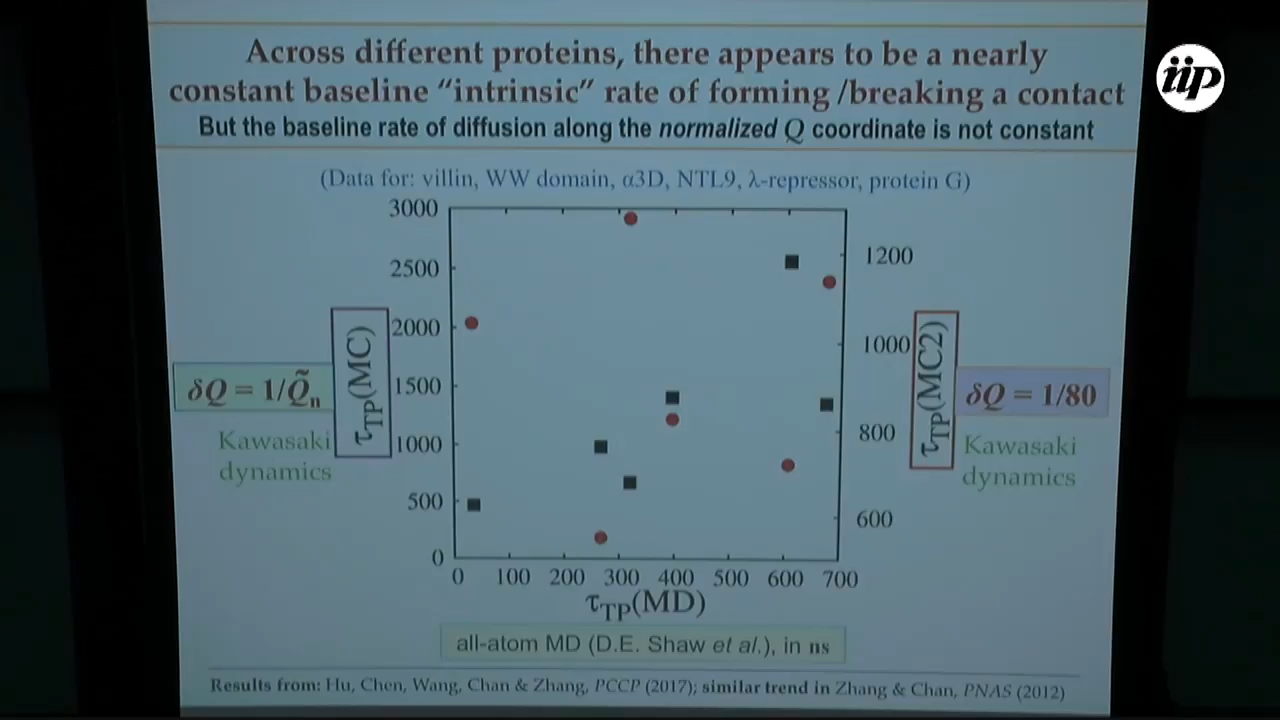 iip
Across different proteins, there appears to be a nearly
constant baseline “intrinsic” rate of forming /breaking a contact
But the baseline rate of diffusion along the normalized Q coordinate is not constant
(Data for: villin, WW domain, α3D, NTL9, λ-repressor, protein G)
3000
2500
2000
1500
1000
500
0
τTP(MC)
δQ = 1/Q̃n
Kawasaki
dynamics
1200
1000
800
600
τTP(MC2)
δQ = 1/80
Kawasaki
dynamics
0 100 200 300 400 500 600 700
τTP(MD)
all-atom MD (D.E. Shaw et al.), in ns
Results from: Hu, Chen, Wang, Chan & Zhang, PCCP (2017); similar trend in Zhang & Chan, PNAS (2012)